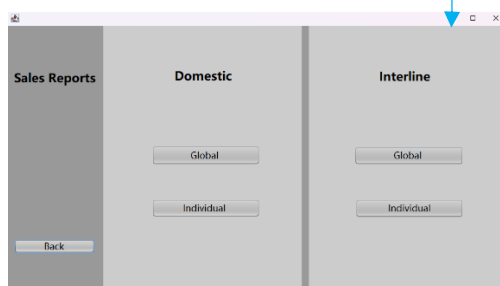 Sales Reports
Domestic
Interline
Global
Global
Individual
Individual
Back